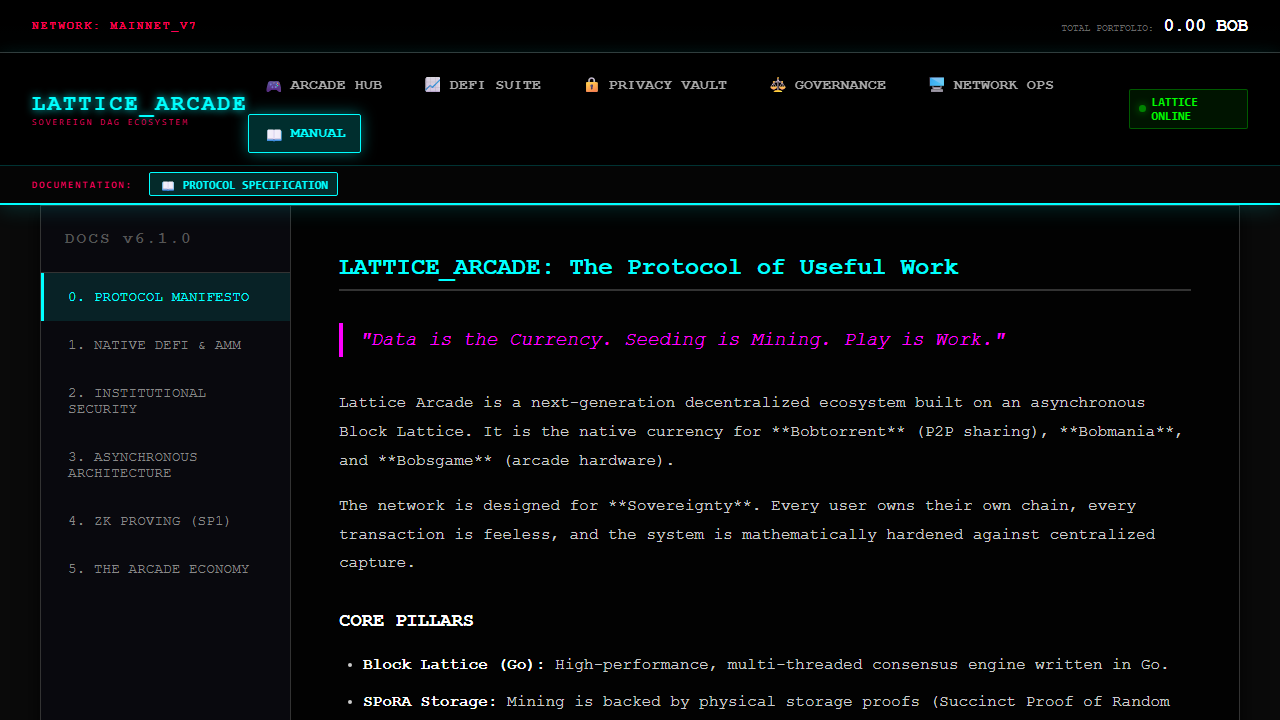 NETWORK: MAINNET_V7
TOTAL PORTFOLIO: 0.00 BOB
LATTICE_ARCADE
SOVEREIGN DAG ECOSYSTEM
🎮 ARCADE HUB
📈 DEFI SUITE
🔒 PRIVACY VAULT
⚖️ GOVERNANCE
🖥️ NETWORK OPS
📖 MANUAL
LATTICE
ONLINE
DOCUMENTATION:
📖 PROTOCOL SPECIFICATION
DOCS v6.1.0
0. PROTOCOL MANIFESTO
1. NATIVE DEFI & AMM
2. INSTITUTIONAL
SECURITY
3. ASYNCHRONOUS
ARCHITECTURE
4. ZK PROVING (SP1)
5. THE ARCADE ECONOMY
LATTICE_ARCADE: The Protocol of Useful Work
"Data is the Currency. Seeding is Mining. Play is Work."
Lattice Arcade is a next-generation decentralized ecosystem built on an asynchronous
Block Lattice. It is the native currency for **Bobtorrent** (P2P sharing), **Bobmania**,
and **Bobsgame** (arcade hardware).
The network is designed for **Sovereignty**. Every user owns their own chain, every
transaction is feeless, and the system is mathematically hardened against centralized
capture.
CORE PILLARS
• Block Lattice (Go): High-performance, multi-threaded consensus engine written in Go.
• SPoRA Storage: Mining is backed by physical storage proofs (Succinct Proof of Random